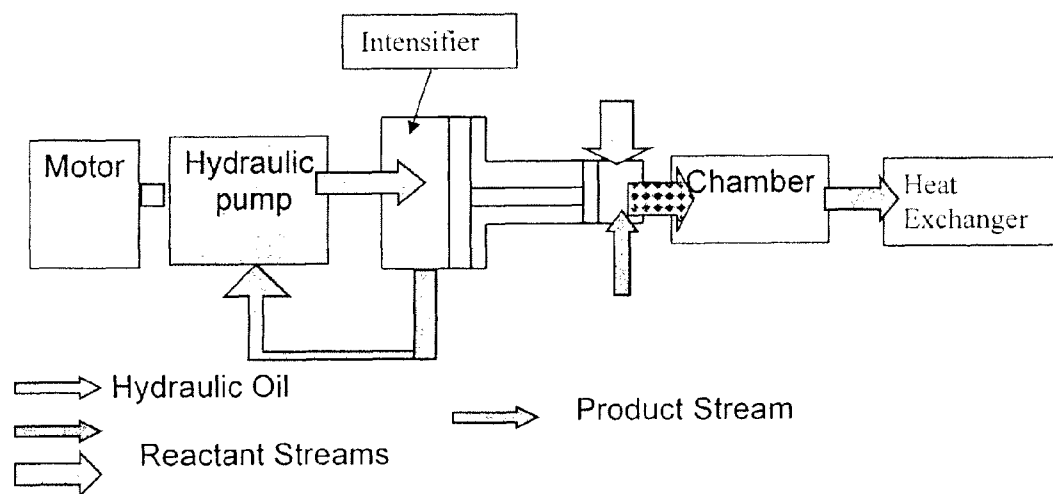 Intensifier
Motor
Hydraulic
pump
Chamber
Heat
Exchanger
Hydraulic Oil
Product Stream
Reactant Streams